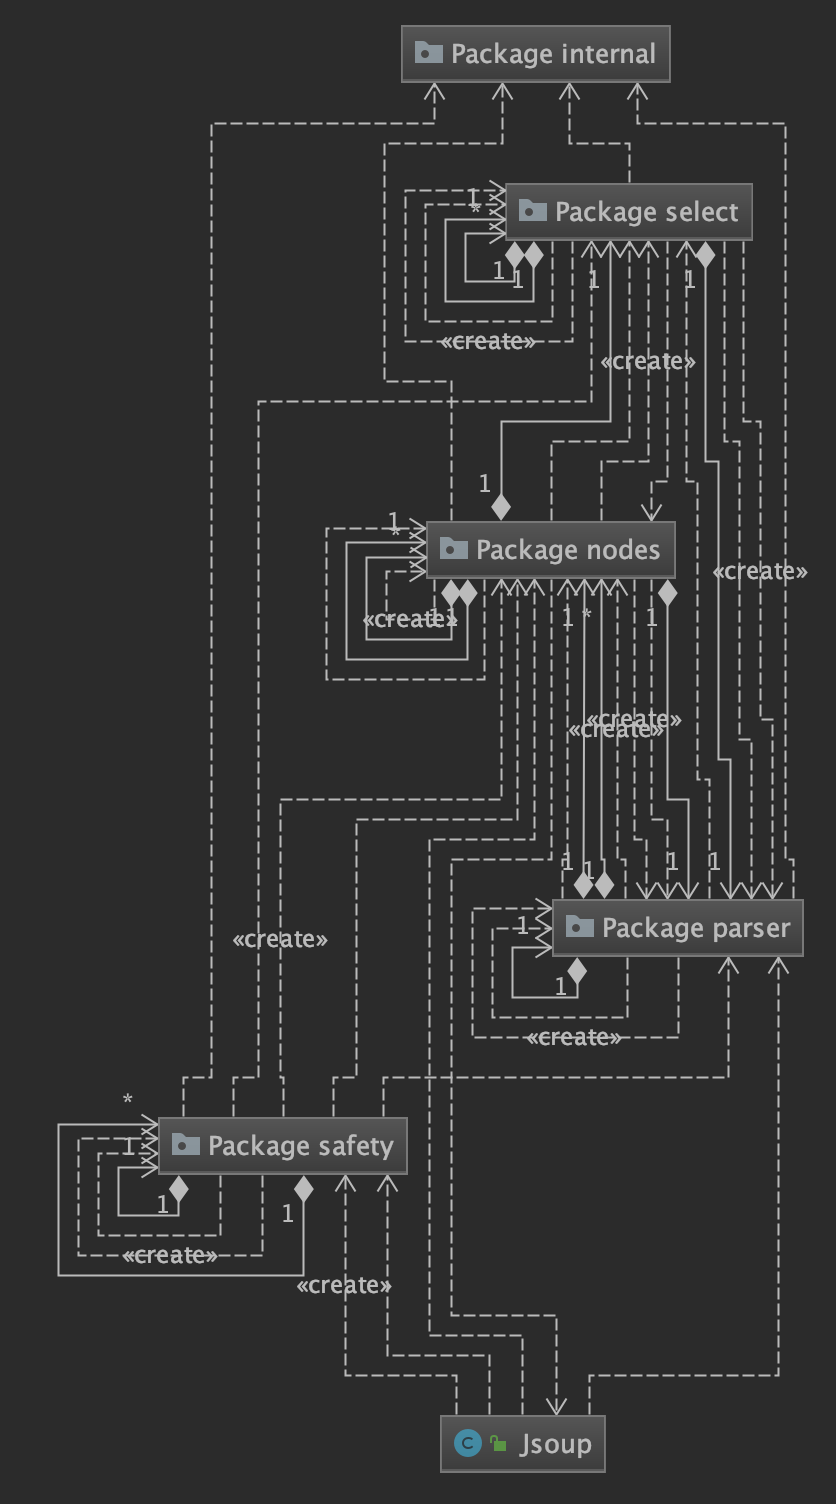 Package internal
1
*
Package select
1
1
1
1
«create»
«create»
1
1
*
Package nodes
«create»
1
1
1
*
1
«create»
«create»
«create»
1
1
1
1
1
Package parser
1
«create»
«create»
*
1
Package safety
1
1
«create»
«create»
C
Jsoup